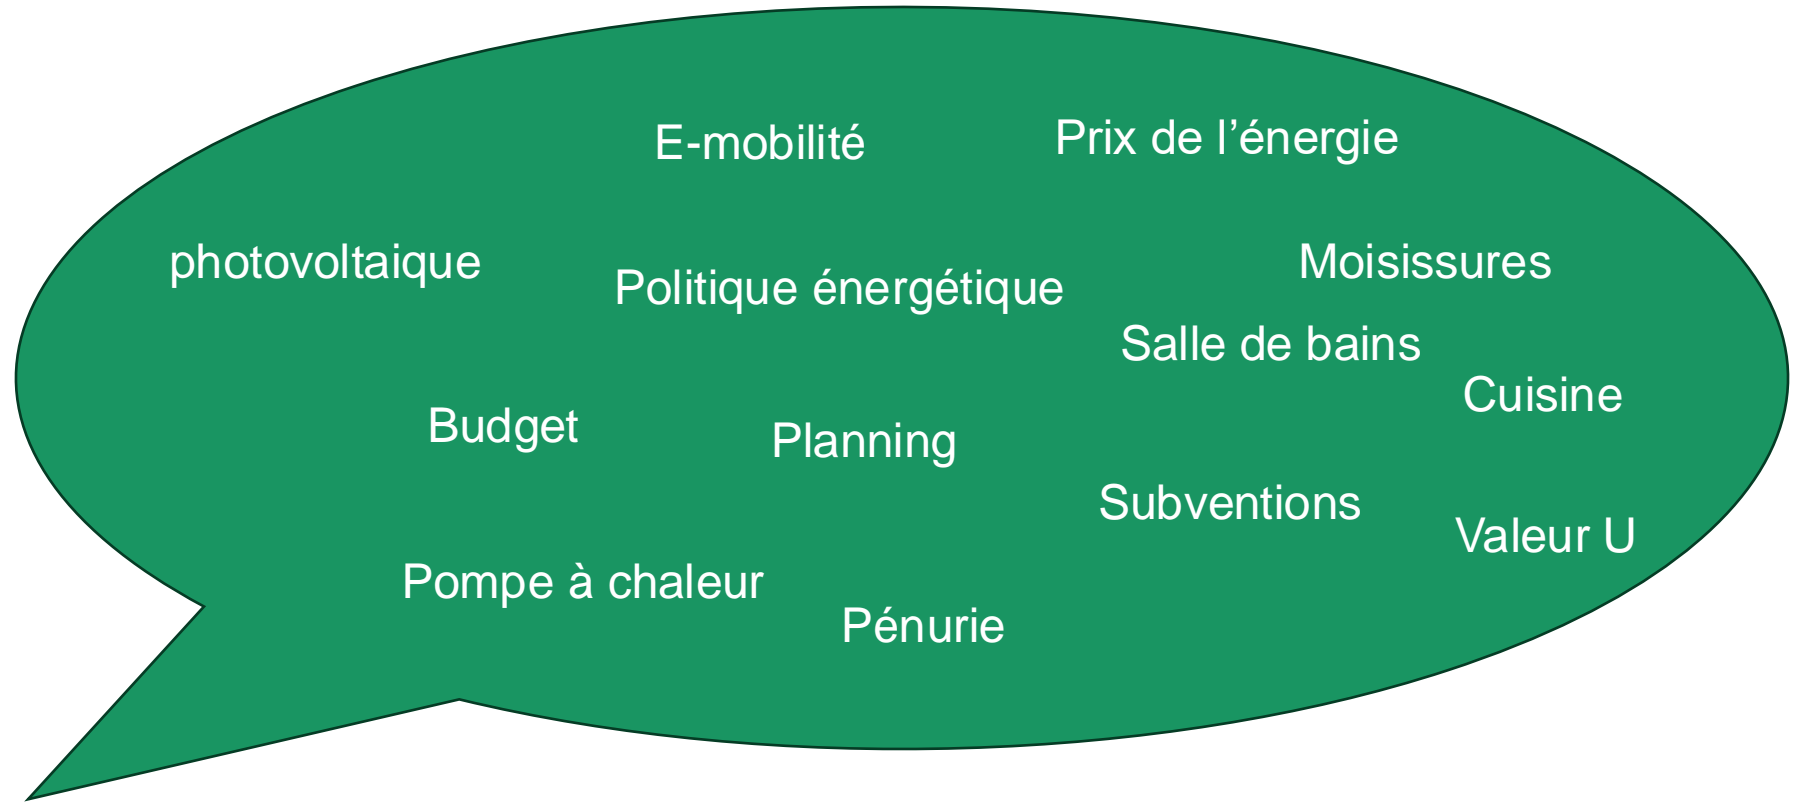 E-mobilité
Prix de l’énergie
photovoltaique
Politique énergétique
Moisissures
Salle de bains
Cuisine
Budget
Planning
Subventions
Valeur U
Pompe à chaleur
Pénurie